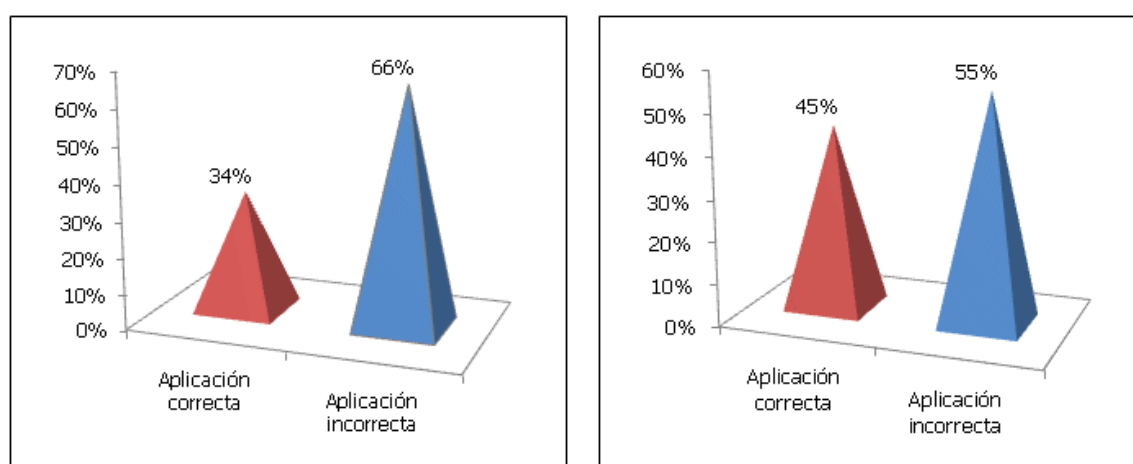 70%
60%
50%
40%
30%
20%
10%
0%
34%
66%
Aplicación
correcta
Aplicación
incorrecta
60%
50%
40%
30%
20%
10%
0%
45%
55%
Aplicación
correcta
Aplicación
incorrecta